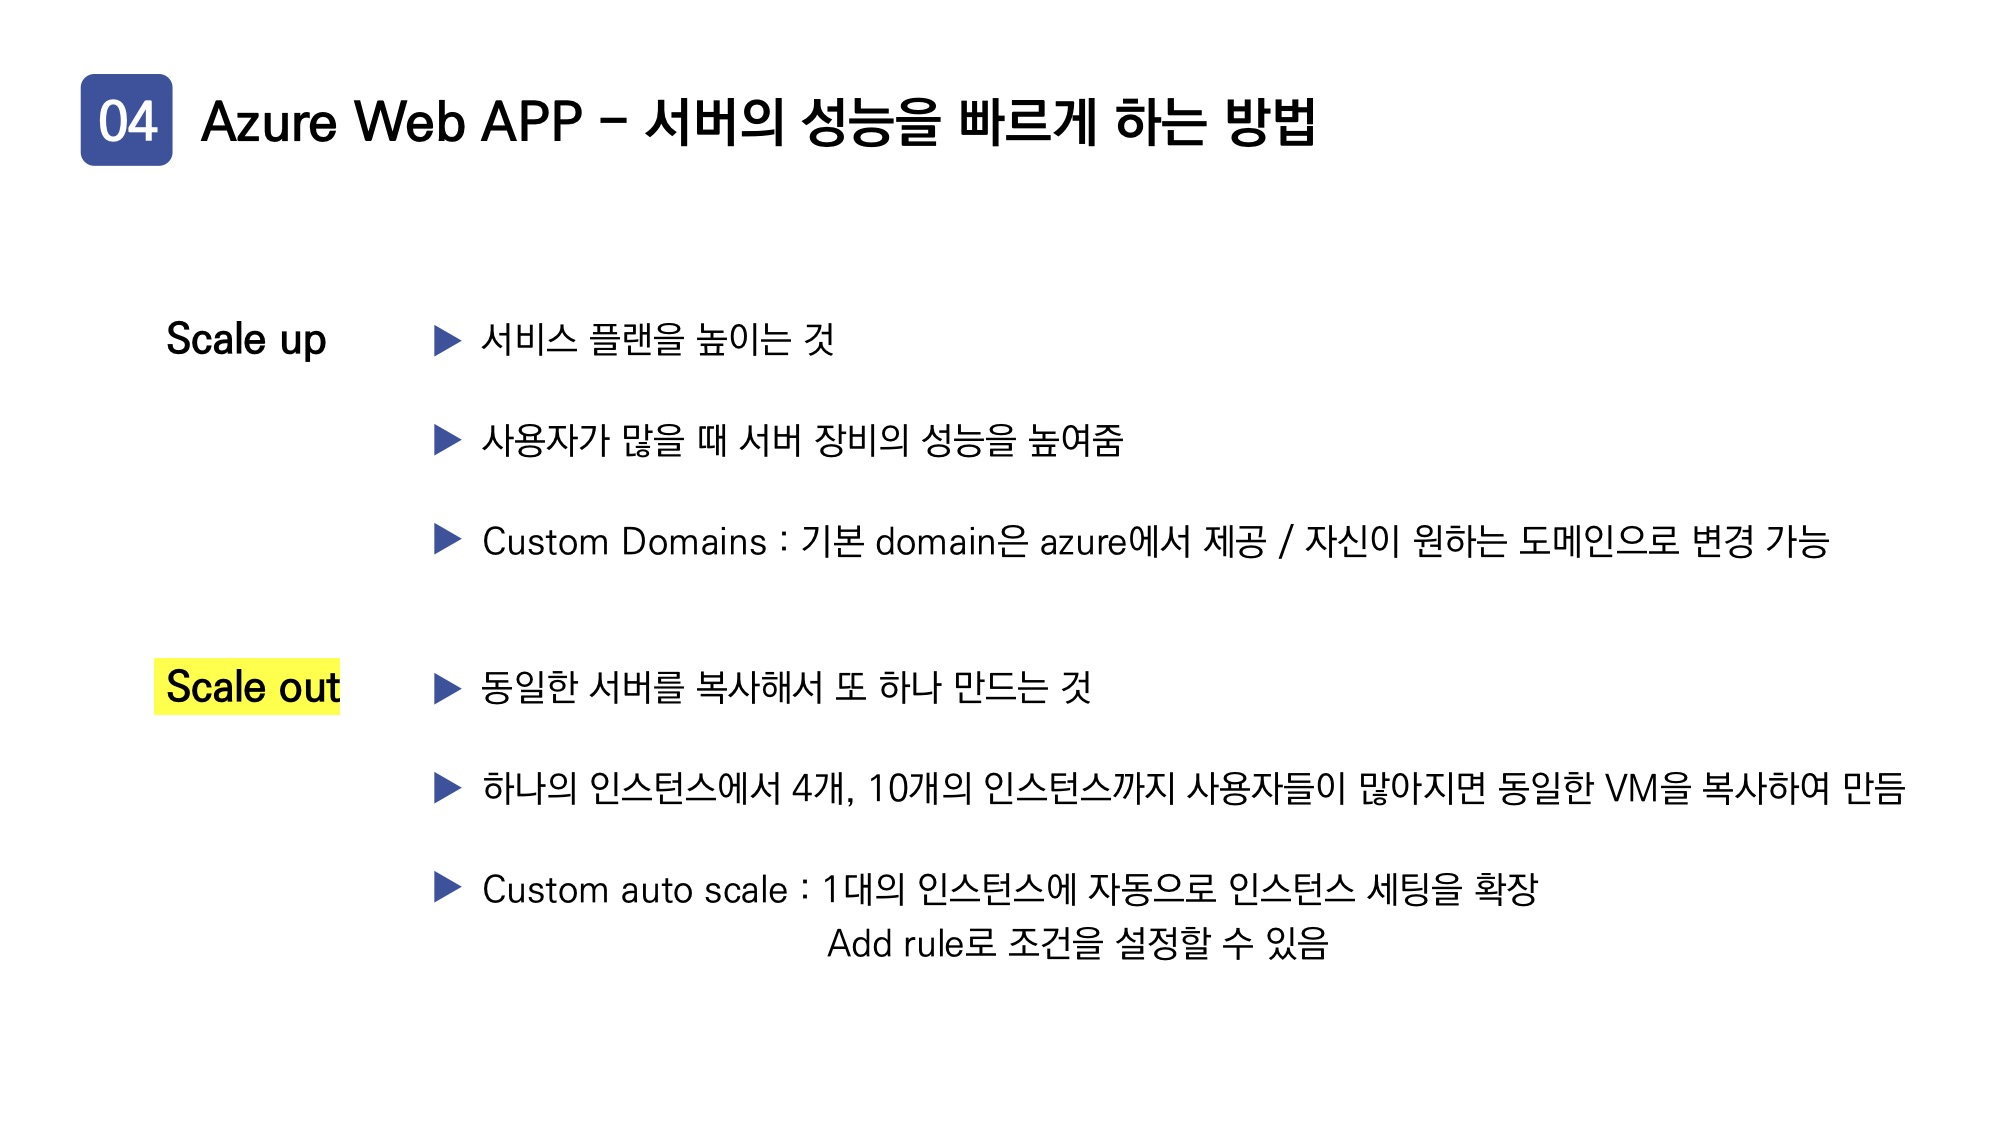 04 Azure Web APP - 서버의 성능을 빠르게 하는 방법
Scale up ▶ 서비스 플랜을 높이는 것
▶ 사용자가 많을 때 서버 장비의 성능을 높여줌
▶ Custom Domains : 기본 domain은 azure에서 제공 / 자신이 원하는 도메인으로 변경 가능
Scale out ▶ 동일한 서버를 복사해서 또 하나 만드는 것
▶ 하나의 인스턴스에서 4개, 10개의 인스턴스까지 사용자들이 많아지면 동일한 VM을 복사하여 만듬
▶ Custom auto scale : 1대의 인스턴스에 자동으로 인스턴스 세팅을 확장
Add rule로 조건을 설정할 수 있음